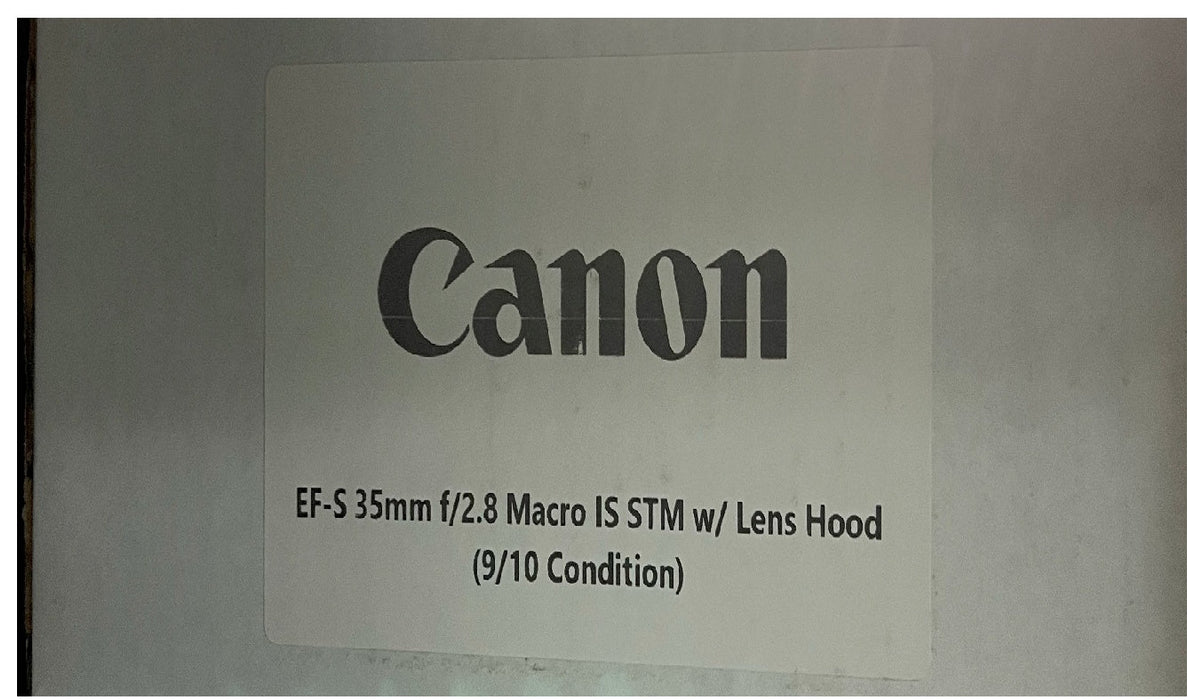 Canon
EF-S 35mm f/2.8 Macro IS STM w/ Lens Hood
(9/10 Condition)